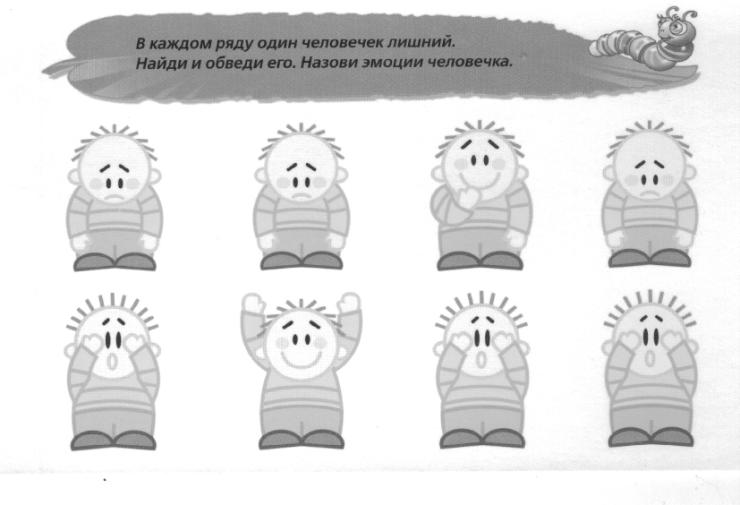 В каждом ряду один человечек лишний.
Найди и обведи его. Назови эмоции человечка.